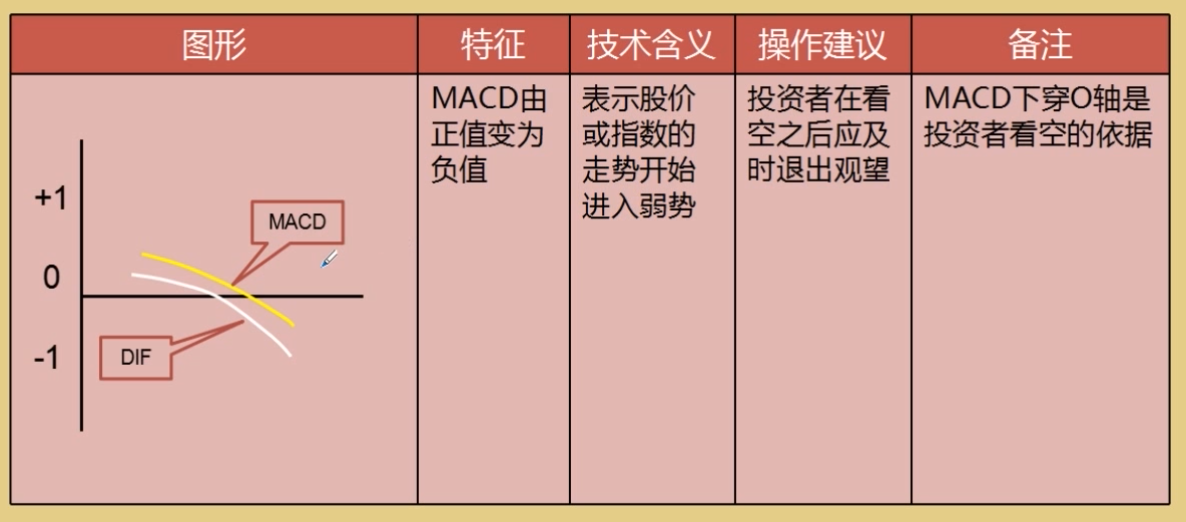 图形
特征
技术含义
操作建议
备注
+1
0
-1
MACD
DIF
MACD由
正值变为
负值
表示股价
或指数的
走势开始
进入弱势
投资者在看
空之后应及
时退出观望
MACD下穿O轴是
投资者看空的依据